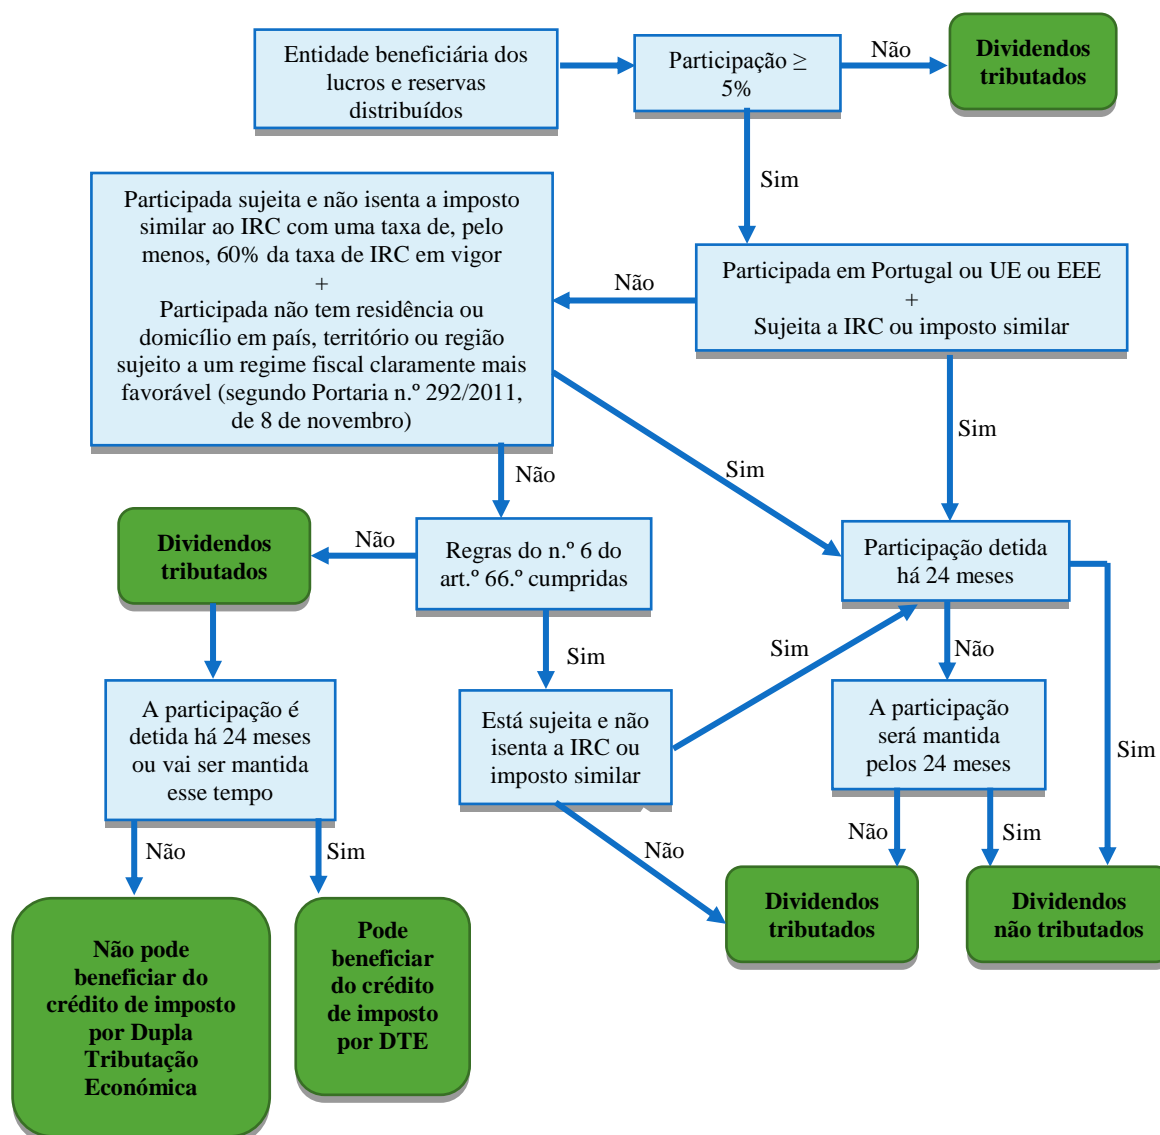 Entidade beneficiária dos
lucros e reservas
distribuídos
Participação ≥
5%
Não
Dividendos
tributados
Sim
Participada sujeita e não isenta a imposto
similar ao IRC com uma taxa de, pelo
menos, 60% da taxa de IRC em vigor
+
Participada não tem residência ou
domicílio em país, território ou região
sujeito a um regime fiscal claramente mais
favorável (segundo Portaria n.º 292/2011,
de 8 de novembro)
Não
Participada em Portugal ou UE ou EEE
+
Sujeita a IRC ou imposto similar
Sim
Sim
Não
Dividendos
tributados
Não
Regras do n.º 6 do
art.º 66.º cumpridas
Participação detida
há 24 meses
Sim
Sim
Não
A participação é
detida há 24 meses
ou vai ser mantida
esse tempo
Está sujeita e não
isenta a IRC ou
imposto similar
A participação
será mantida
pelos 24 meses
Sim
Não
Sim
Não
Não
Sim
Não pode
beneficiar do
crédito de imposto
por Dupla
Tributação
Económica
Pode
beneficiar
do crédito
de imposto
por DTE
Dividendos
tributados
Dividendos
não tributados